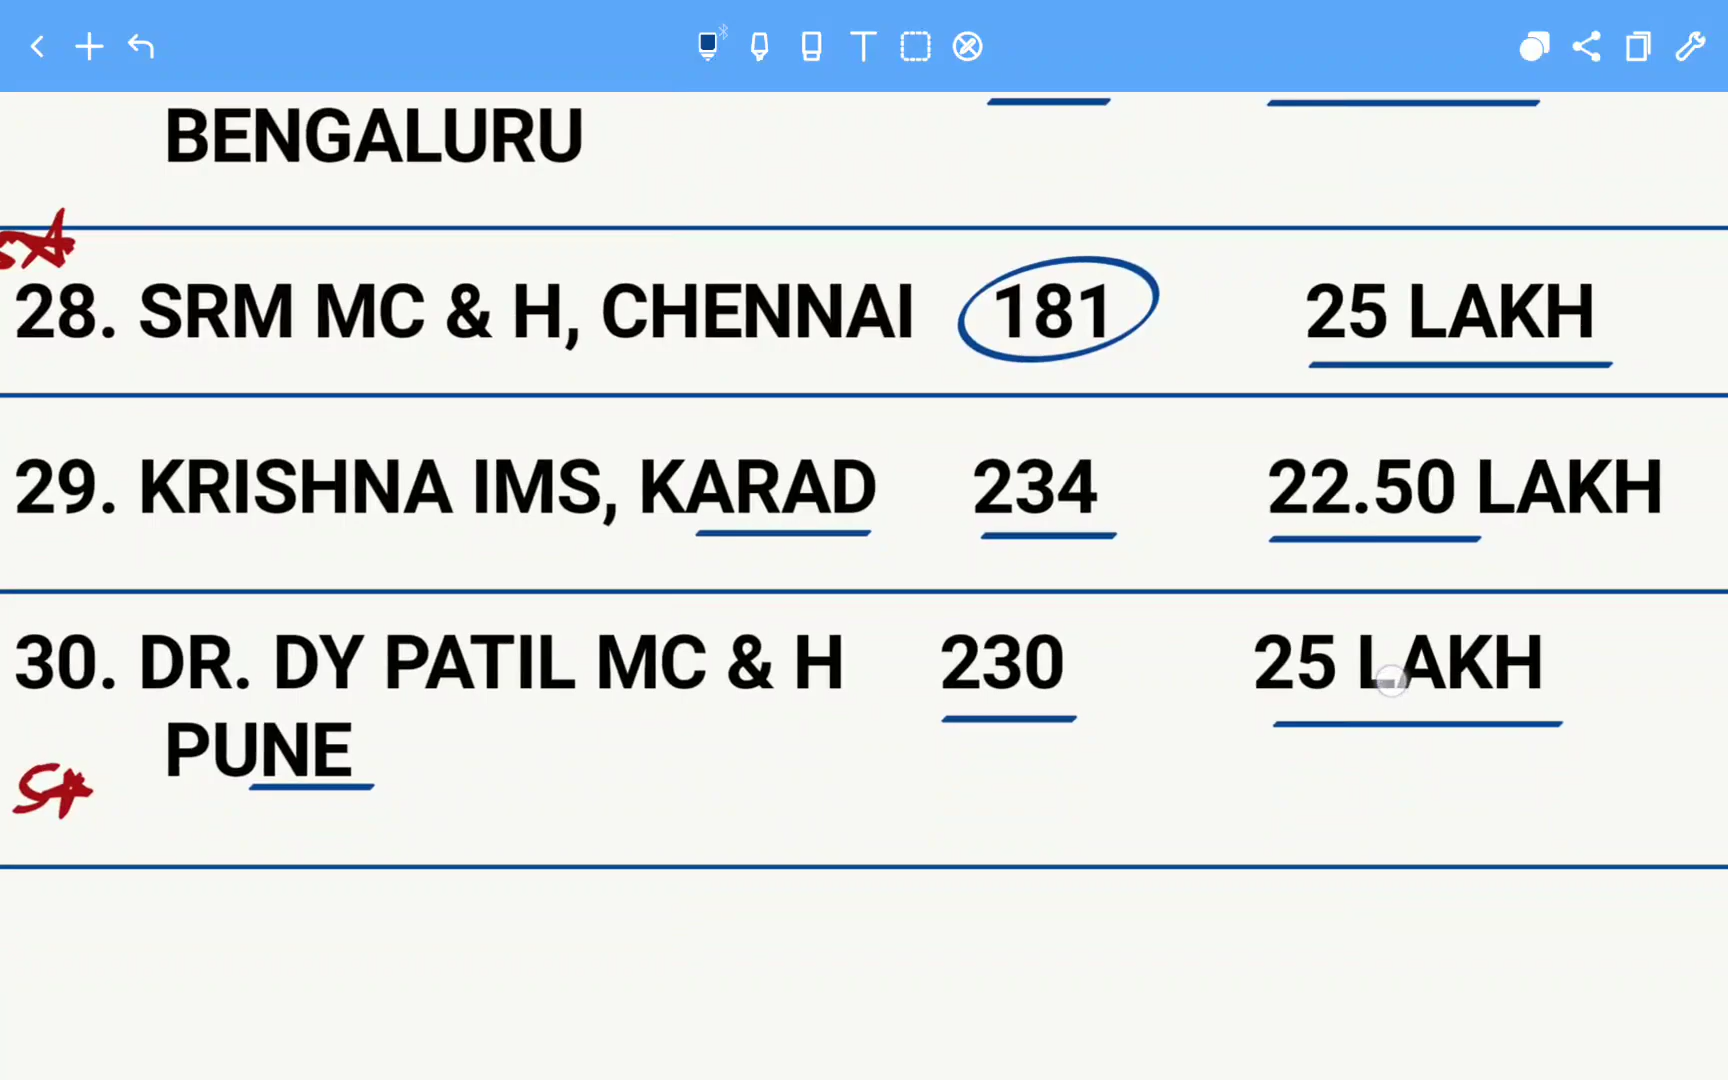 BENGALURU
28. SRM MC & H, CHENNAI 181 25 LAKH
29. KRISHNA IMS, KARAD 234 22.50 LAKH
30. DR. DY PATIL MC & H 230 25 LAKH
PUNE